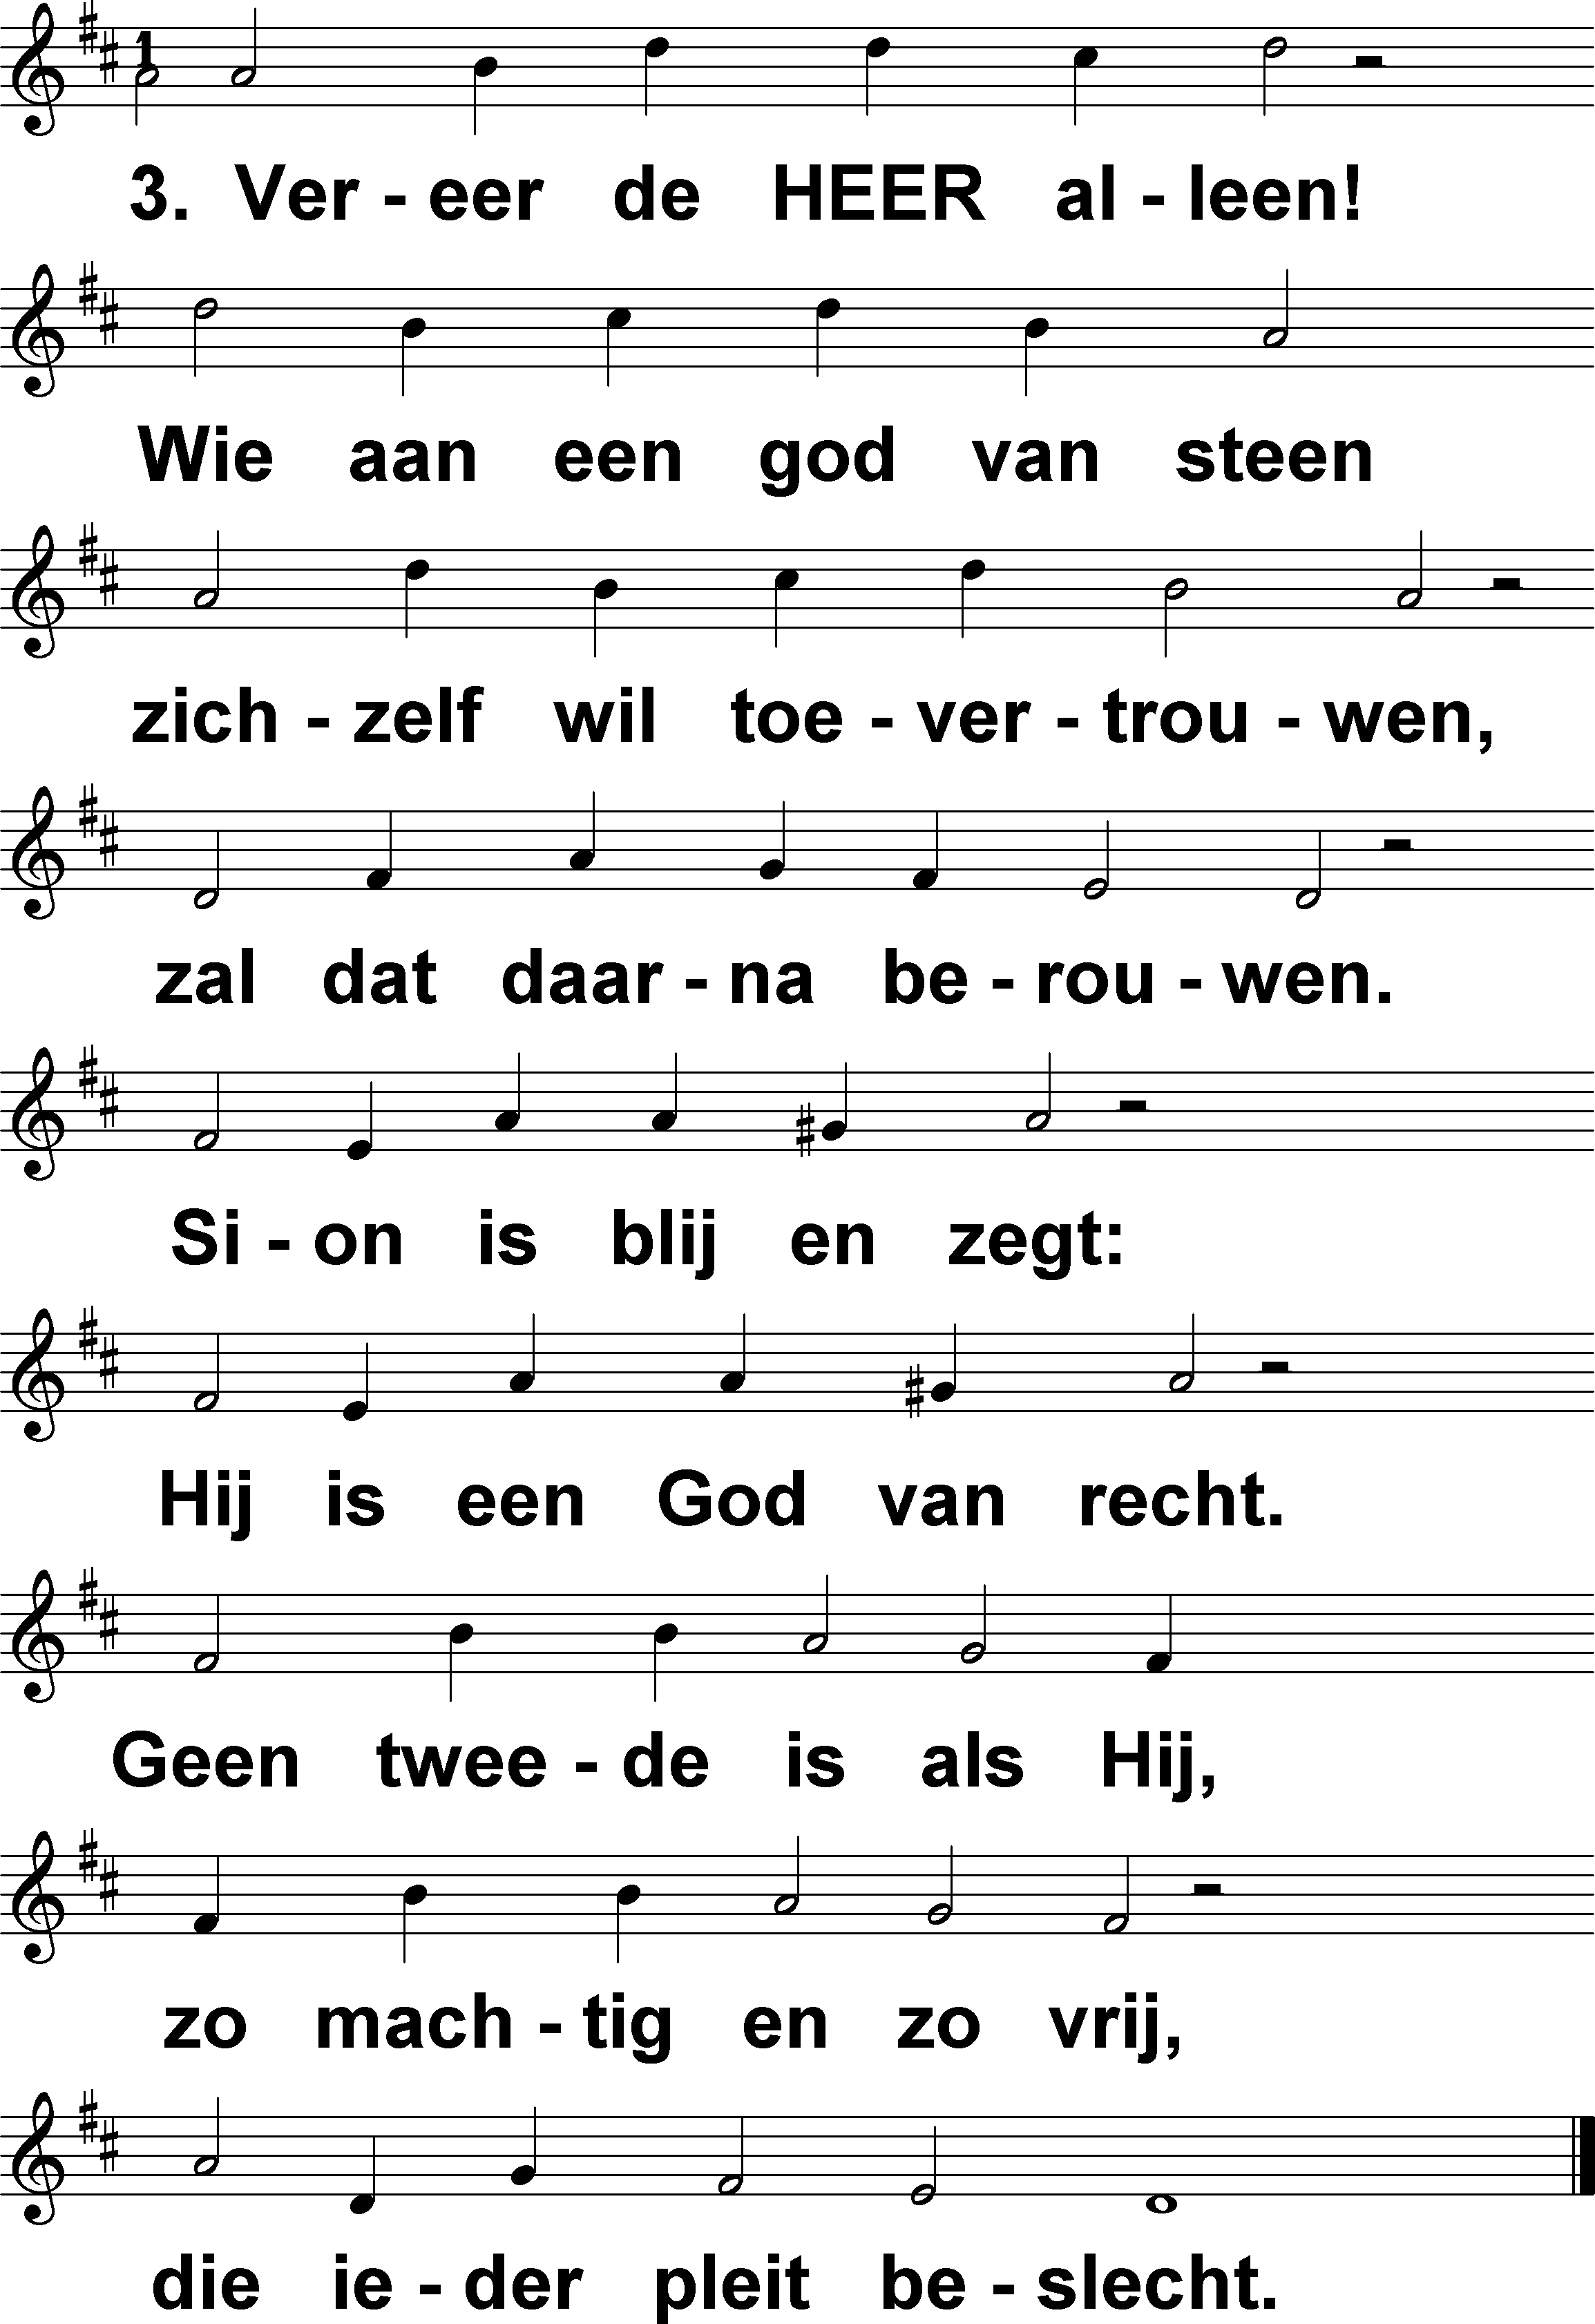 3. Ver - eer de HEER al - leen!
Wie aan een god van steen
zich - zelf wil toe - ver - trou - wen,
zal dat daar - na be - rou - wen.
Si - on is blij en zegt:
Hij is een God van recht.
Geen twee - de is als Hij,
zo mach - tig en zo vrij,
die ie - der pleit be - slecht.